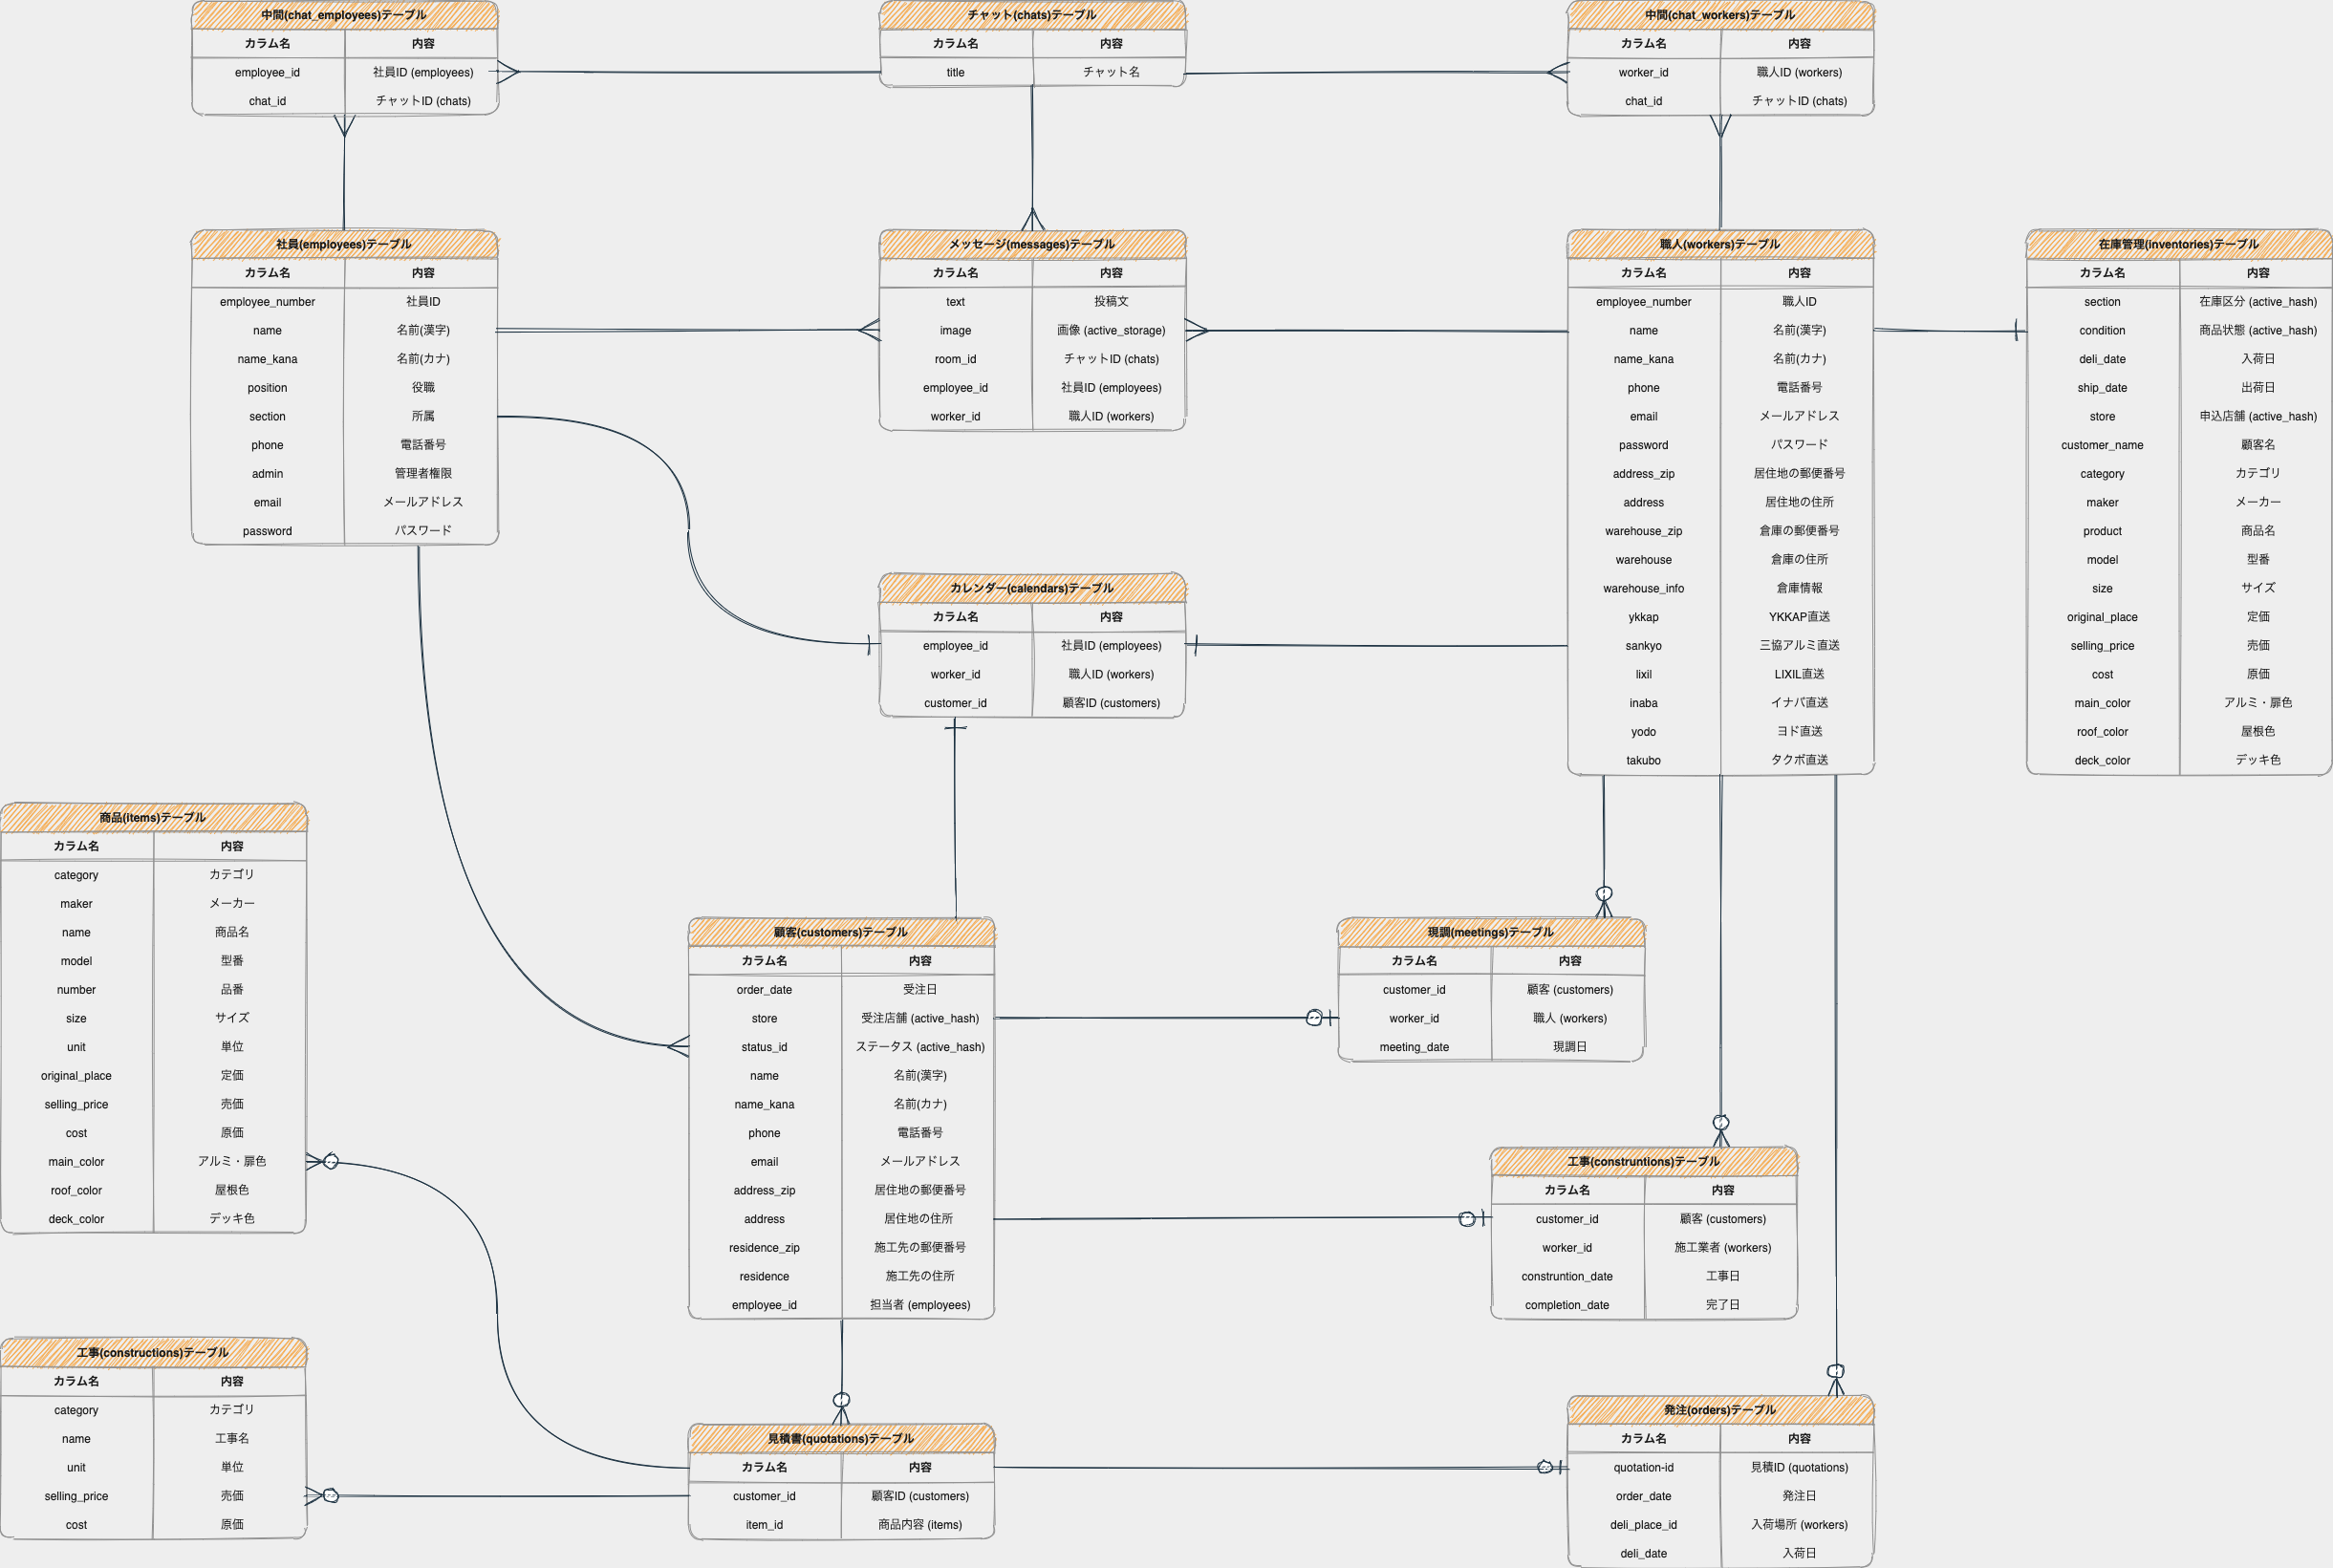 中間(chat_employees)テーブル
カラム名 内容
employee_id 社員ID (employees)
chat_id チャットID (chats)
チャット(chats)テーブル
カラム名 内容
title チャット名
中間(chat_workers)テーブル
カラム名 内容
worker_id 職人ID (workers)
chat_id チャットID (chats)
社員(employees)テーブル
カラム名 内容
employee_number 社員ID
name 名前(漢字)
name_kana 名前(カナ)
position 役職
section 所属
phone 電話番号
admin 管理者権限
email メールアドレス
password パスワード
メッセージ(messages)テーブル
カラム名 内容
text 投稿文
image 画像 (active_storage)
room_id チャットID (chats)
employee_id 社員ID (employees)
worker_id 職人ID (workers)
職人(workers)テーブル
カラム名 内容
employee_number 職人ID
name 名前(漢字)
name_kana 名前(カナ)
phone 電話番号
email メールアドレス
password パスワード
address_zip 居住地の郵便番号
address 居住地の住所
warehouse_zip 倉庫の郵便番号
warehouse 倉庫の住所
warehouse_info 倉庫情報
ykkap YKKAP直送
sankyo 三協アルミ直送
lixil LIXIL直送
inaba イナバ直送
yodo ヨド直送
takubo タクボ直送
在庫管理(inventories)テーブル
カラム名 内容
section 在庫区分 (active_hash)
condition 商品状態 (active_hash)
deli_date 入荷日
ship_date 出荷日
store 申込店舗 (active_hash)
customer_name 顧客名
category カテゴリ
maker メーカー
product 商品名
model 型番
size サイズ
original_place 定価
selling_price 売価
cost 原価
main_color アルミ・扉色
roof_color 屋根色
deck_color デッキ色
カレンダー(calendars)テーブル
カラム名 内容
employee_id 社員ID (employees)
worker_id 職人ID (workers)
customer_id 顧客ID (customers)
商品(items)テーブル
カラム名 内容
category カテゴリ
maker メーカー
name 商品名
model 型番
number 品番
size サイズ
unit 単位
original_place 定価
selling_price 売価
cost 原価
main_color アルミ・扉色
roof_color 屋根色
deck_color デッキ色
顧客(customers)テーブル
カラム名 内容
order_date 受注日
store 受注店舗 (active_hash)
status_id ステータス (active_hash)
name 名前(漢字)
name_kana 名前(カナ)
phone 電話番号
email メールアドレス
address_zip 居住地の郵便番号
address 居住地の住所
residence_zip 施工先の郵便番号
residence 施工先の住所
employee_id 担当者 (employees)
現調(meetings)テーブル
カラム名 内容
customer_id 顧客 (customers)
worker_id 職人 (workers)
meeting_date 現調日
工事(construntions)テーブル
カラム名 内容
customer_id 顧客 (customers)
worker_id 施工業者 (workers)
construntion_date 工事日
completion_date 完了日
工事(constructions)テーブル
カラム名 内容
category カテゴリ
name 工事名
unit 単位
selling_price 売価
cost 原価
見積書(quotations)テーブル
カラム名 内容
customer_id 顧客ID (customers)
item_id 商品内容 (items)
発注(orders)テーブル
カラム名 内容
quotation-id 見積ID (quotations)
order_date 発注日
deli_place_id 入荷場所 (workers)
deli_date 入荷日